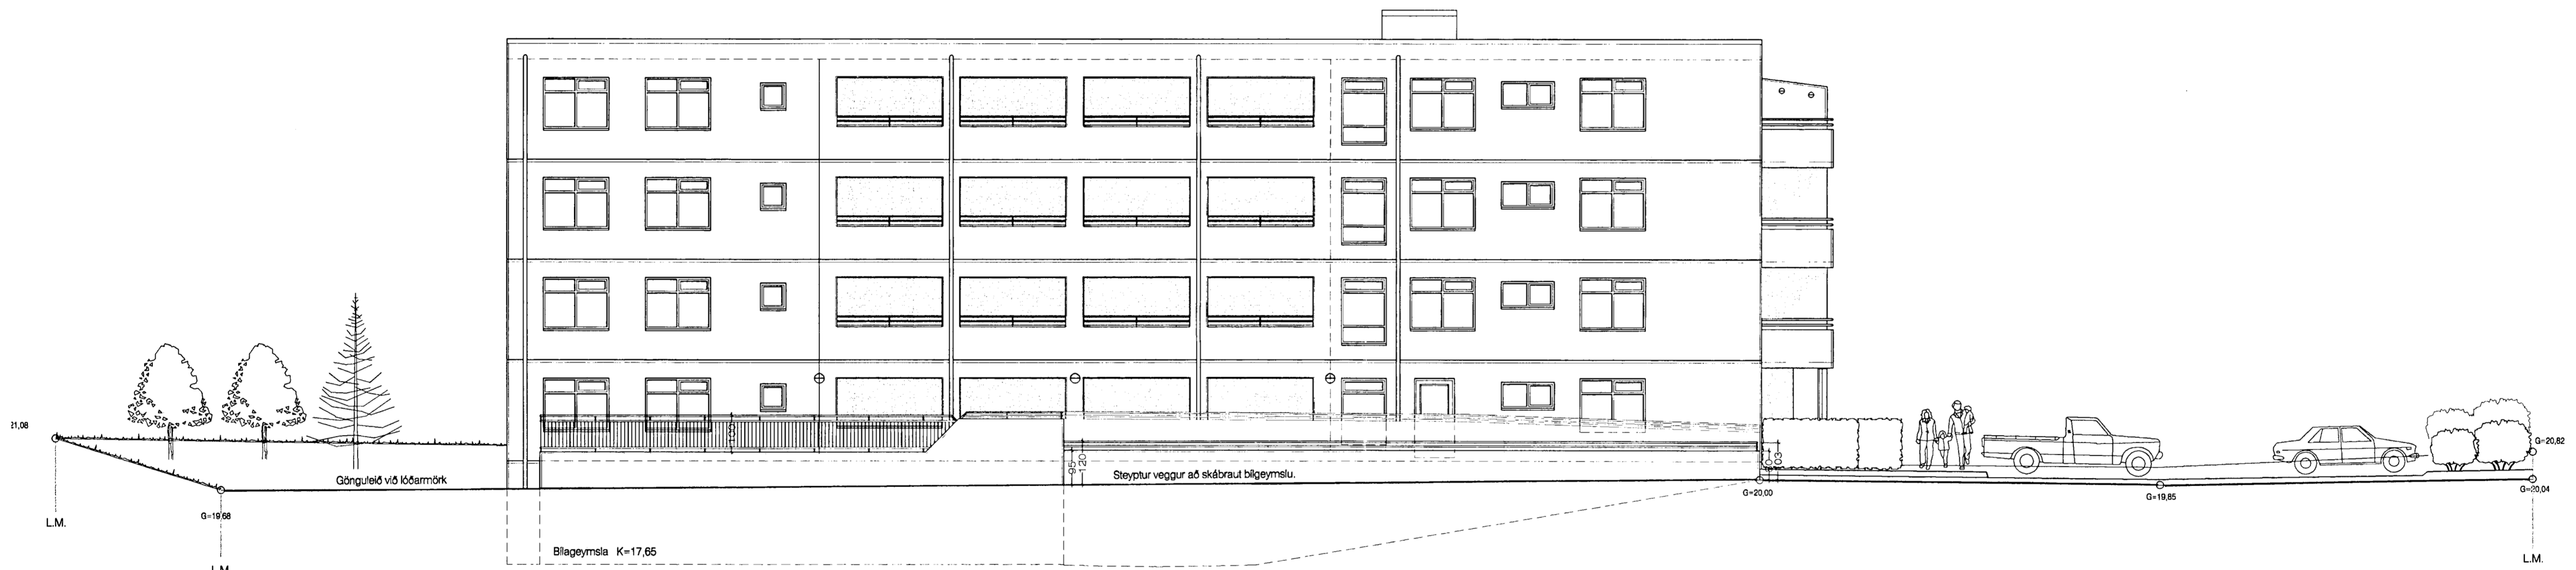 21,08
L.M.
G=19,68
L.M.
Gönguleið við lóðarmörk
Bílageymsla K=17,65
95
120
Steyptur veggur að skábraut bílgeymslu.
103
G=20,00
G=19,85
G=20,82
G=20,04
L.M.